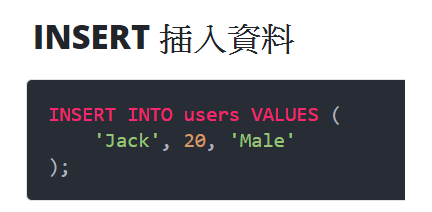 INSERT 插入資料
INSERT INTO users VALUES (
    'Jack', 20, 'Male'
);